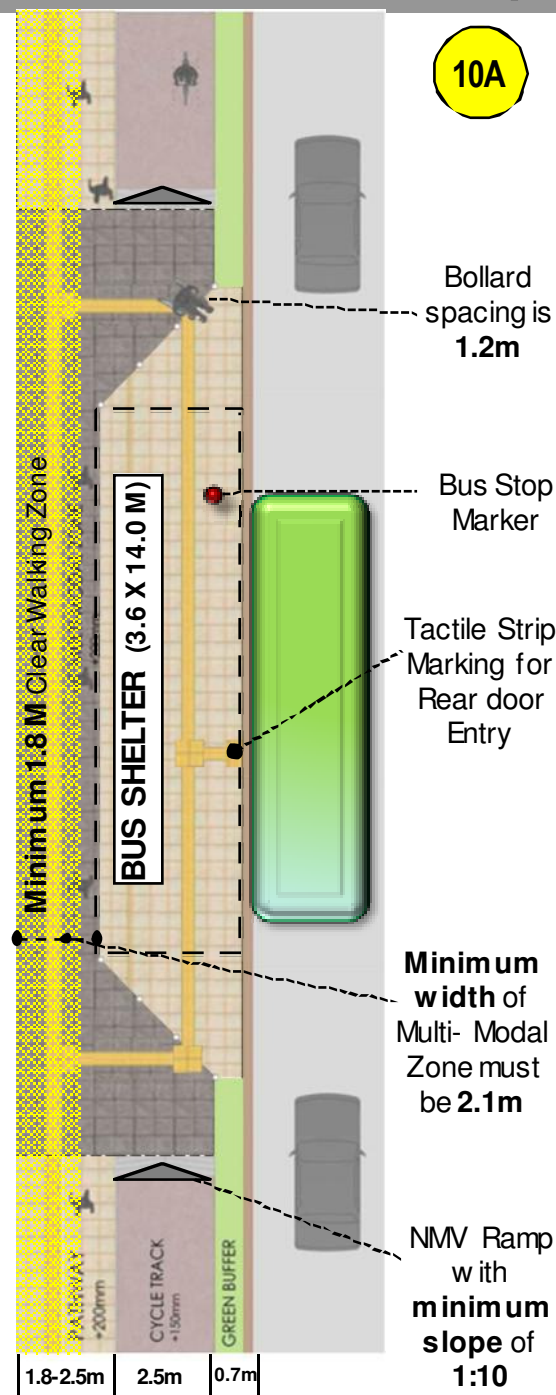 10A
Bollard
spacing is
1.2m
Bus Stop
Marker
Tactile Strip
Marking for
Rear door
Entry
Minimum
width of
Multi- Modal
Zone must
be 2.1m
NMV Ramp
with
minimum
slope of
1:10
Minimum 1.8 M Clear Walking Zone
BUS SHELTER (3.6 X 14.0 M)
PATHWAY
+200mm
CYCLE TRACK
+150mm
GREEN BUFFER
1.8-2.5m
2.5m
0.7m